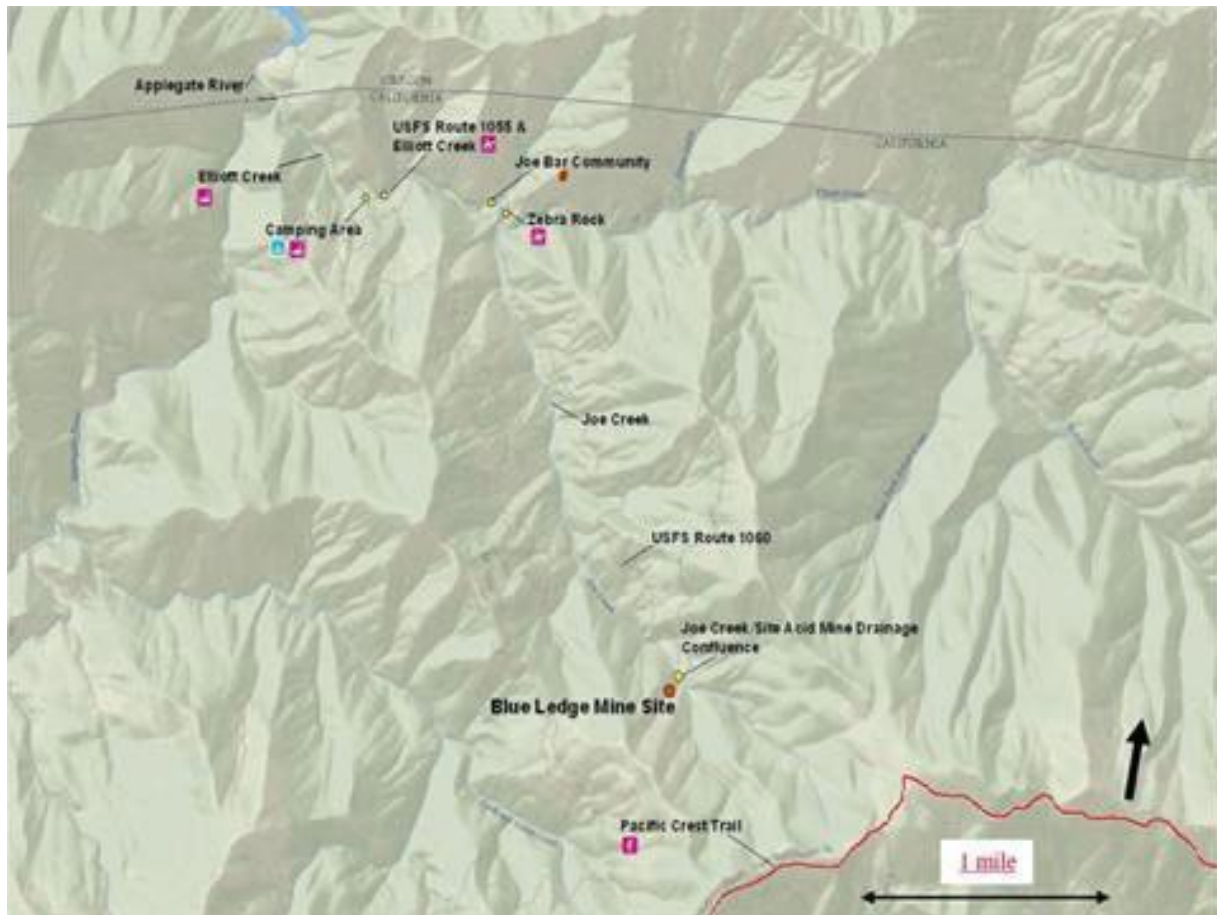 Applegate River
OREGON
CALIFORNIA
USFS Route 1055 &
Elliott Creek
CALIFORNIA
Joe Bar Community
Elliott Creek
Zebra Rock
Camping Area
Joe Creek
USFS Route 1060
Joe Creek/Site Acid Mine Drainage
Confluence
Blue Ledge Mine Site
Pacific Crest Trail
1 mile